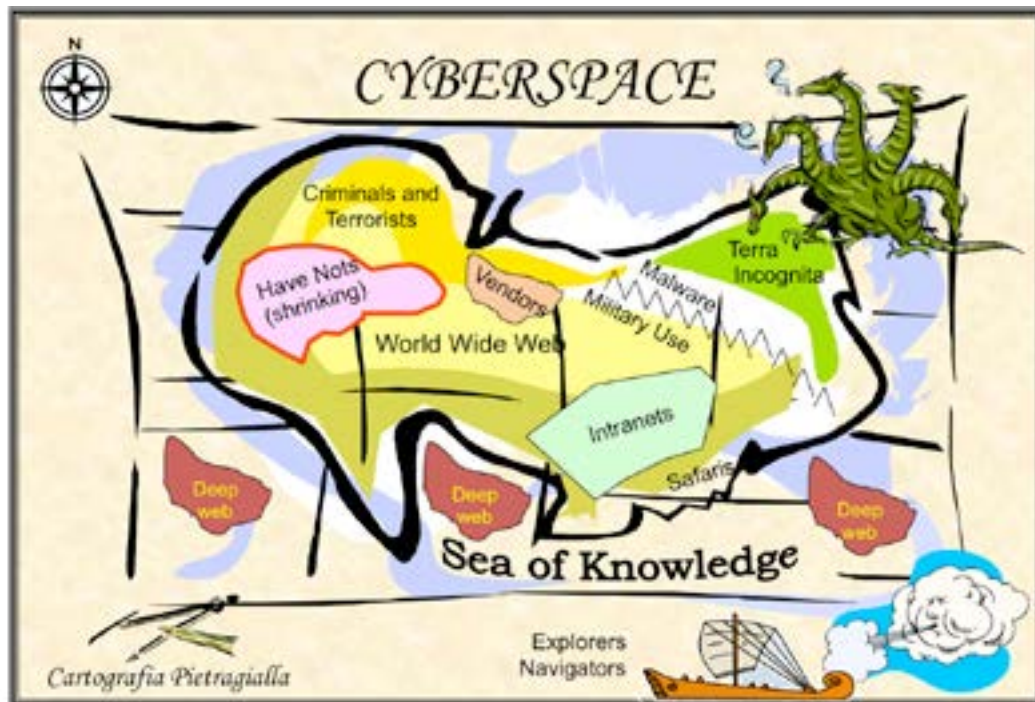 N
CYBERSPACE
Criminals and
Terrorists
Terra
Incognita
Have Nots
(shrinking)
Vendors
Malware
Military Use
World Wide Web
Intranets
Safaris
Deep
web
Deep
web
Deep
web
Sea of Knowledge
Explorers
Navigators
Cartografia Pietragialla